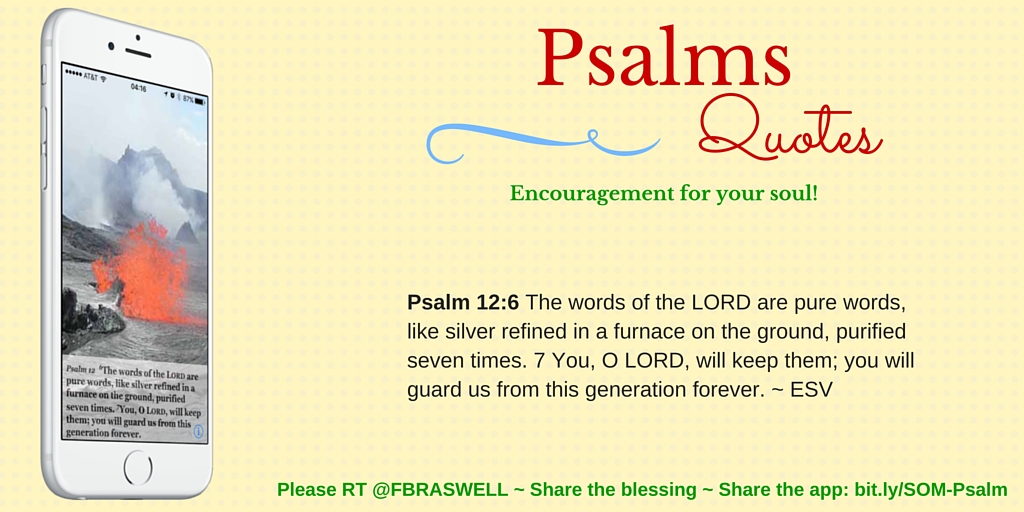 AT&T
04:16
87%
Psalm 12 ⁶The words of the LORD are
pure words, like silver refined in a
furnace on the ground, purified
seven times. ⁷You, O LORD, will keep
them; you will guard us from this
generation forever.
Psalms
Quotes
Encouragement for your soul!
Psalm 12:6 The words of the LORD are pure words,
like silver refined in a furnace on the ground, purified
seven times. 7 You, O LORD, will keep them; you will
guard us from this generation forever. ~ ESV
Please RT @FBRASWELL ~ Share the blessing ~ Share the app: bit.ly/SOM-Psalm